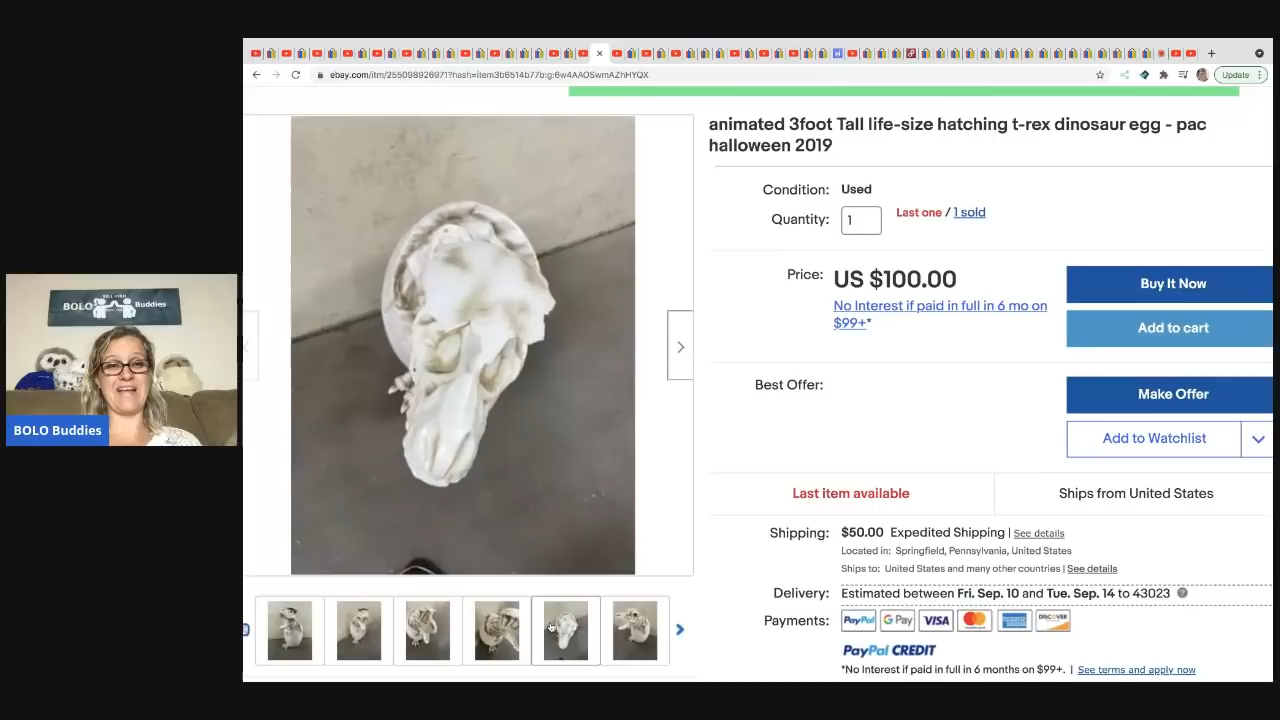 Update
ebay.com/itm/255098926971?hash=item3b6514b77b:g:6w4AAOSwmAZhHYQX
animated 3foot Tall life-size hatching t-rex dinosaur egg - pac
halloween 2019
Condition: Used
Quantity: 1 Last one / 1 sold
Price: US $100.00
No Interest if paid in full in 6 mo on
$99+*
Buy It Now
Add to cart
Best Offer:
Make Offer
Add to Watchlist
Last item available
Ships from United States
Shipping: $50.00 Expedited Shipping | See details
Located in: Springfield, Pennsylvania, United States
Ships to: United States and many other countries | See details
Delivery: Estimated between Fri. Sep. 10 and Tue. Sep. 14 to 43023
Payments: PayPal G Pay VISA MasterCard DISCOVER
PayPal CREDIT
*No Interest if paid in full in 6 months on $99+. | See terms and apply now
BOLO Buddies
BOLO Buddies